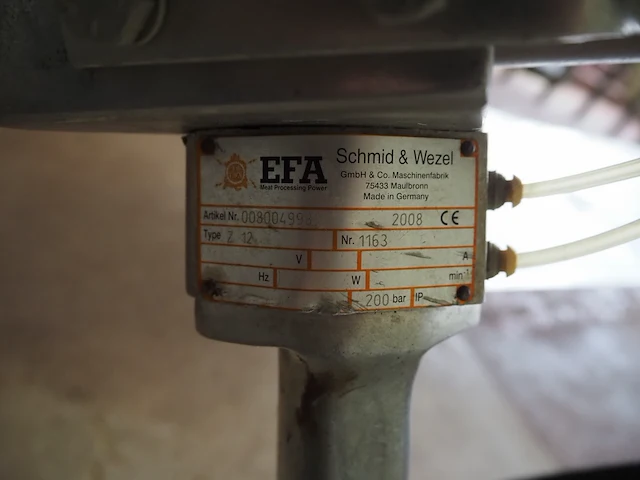 EFA
Meat Processing Power
Schmid & Wezel
GmbH & Co. Maschinenfabrik
75433 Maulbronn
Made in Germany
Artikel Nr. 2008 CE
Type Z 12 Nr. 1163
V A
Hz W min⁻¹
200 bar IP